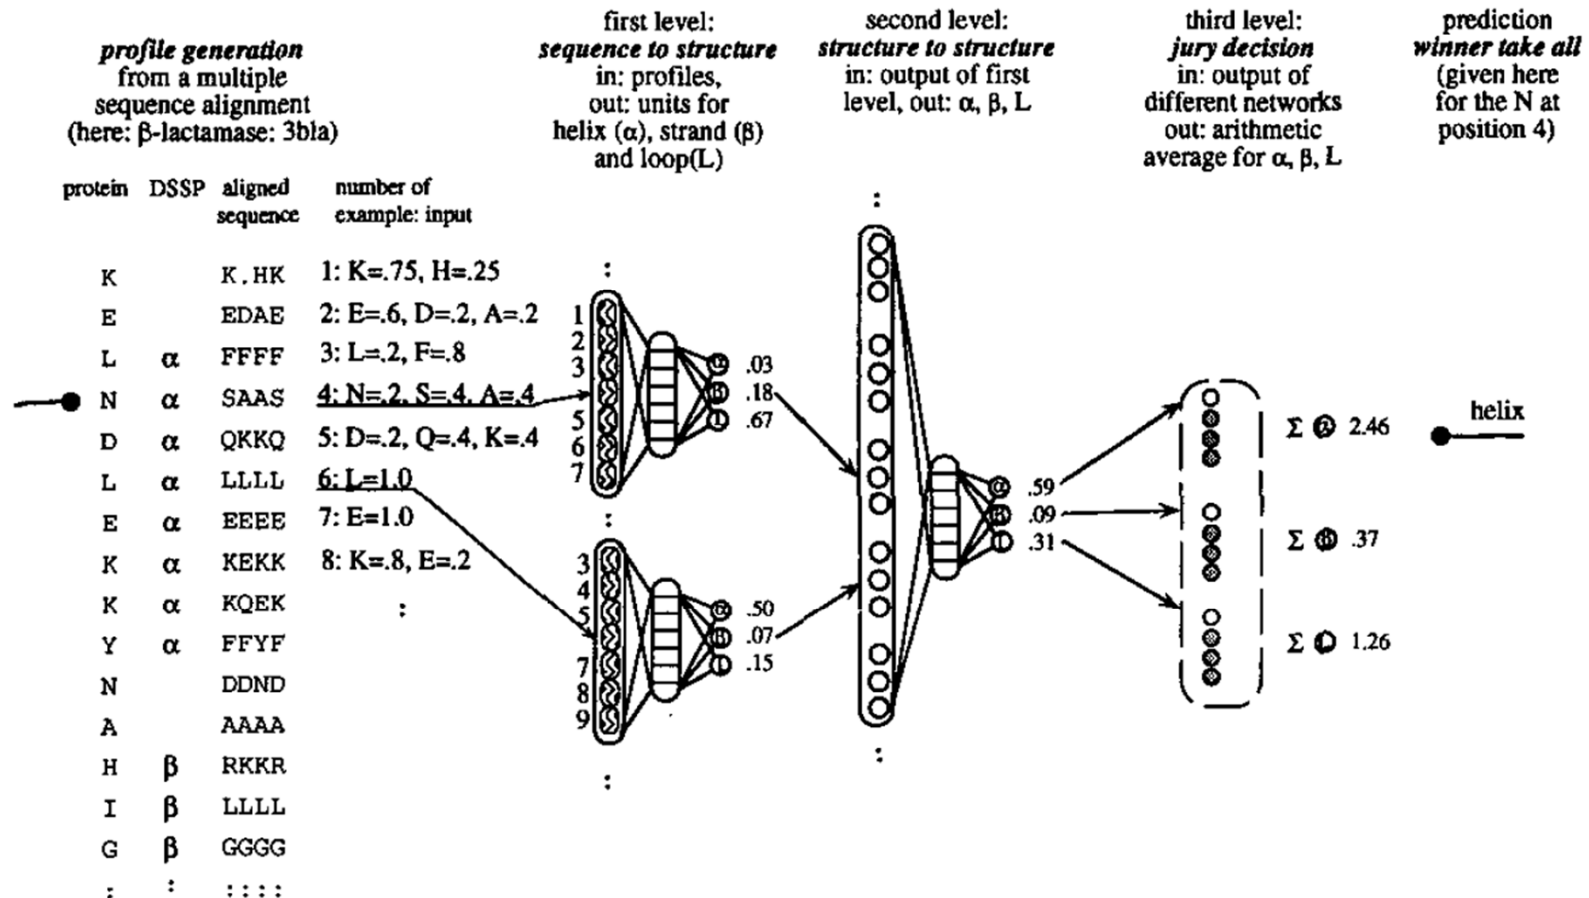 profile generation
from a multiple
sequence alignment
(here: β-lactamase: 3bla)
first level:
sequence to structure
in: profiles,
out: units for
helix (α), strand (β)
and loop(L)
second level:
structure to structure
in: output of first
level, out: α, β, L
third level:
jury decision
in: output of
different networks
out: arithmetic
average for α, β, L
prediction
winner take all
(given here
for the N at
position 4)
protein DSSP aligned sequence number of example: input
K K.HK 1: K=.75, H=.25
E EDAE 2: E=.6, D=.2, A=.2
L α FFFF 3: L=.2, F=.8
N α SAAS 4: N=.2, S=.4, A=.4
D α QKKQ 5: D=.2, Q=.4, K=.4
L α LLLL 6: L=1.0
E α EEEE 7: E=1.0
K α KEKK 8: K=.8, E=.2
K α KQEK :
Y α FFYF
N DDND
A AAAA
H β RKKR
I β LLLL
G β GGGG
: : ::::
:
1
2
3
5
6
7
α .03
β .18
L .67
:
3
4
5
7
8
9
α .50
β .07
L .15
:
:
α .59
β .09
L .31
:
Σ α 2.46
Σ β .37
Σ L 1.26
helix